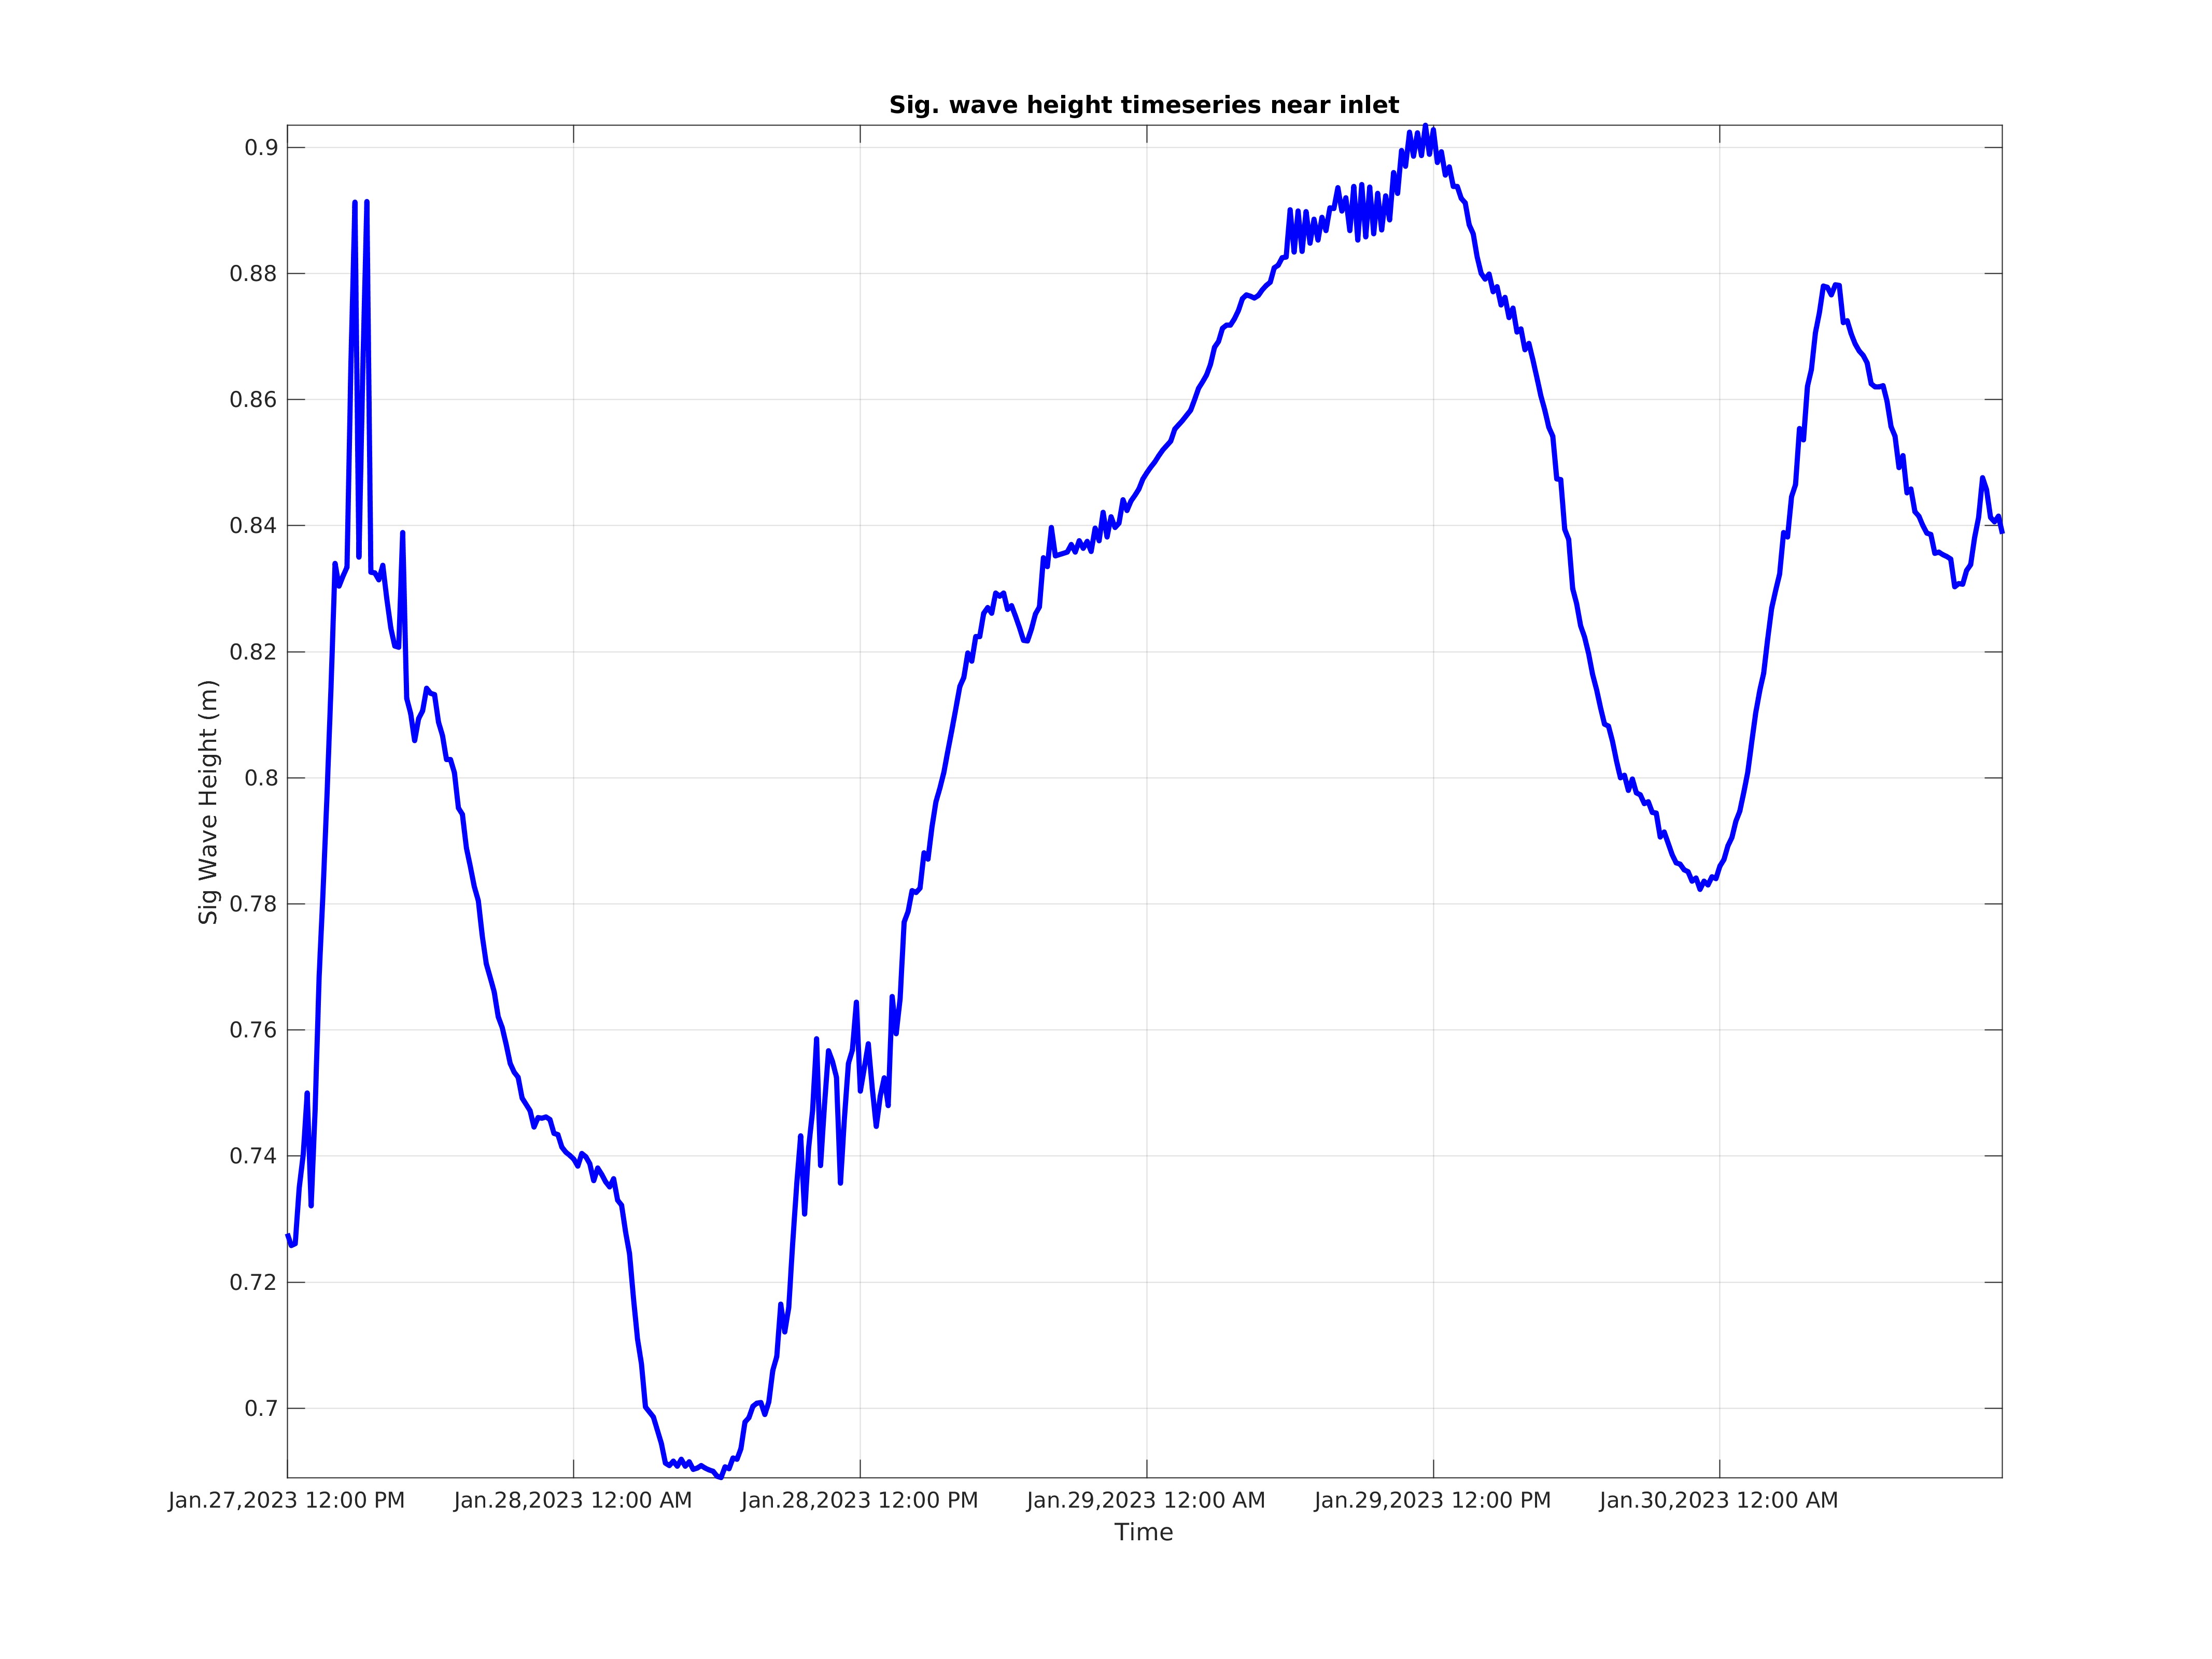 Sig. wave height timeseries near inlet
0.9
0.88
0.86
0.84
0.82
0.8
0.78
0.76
0.74
0.72
0.7
Sig Wave Height (m)
Jan.27,2023 12:00 PM
Jan.28,2023 12:00 AM
Jan.28,2023 12:00 PM
Jan.29,2023 12:00 AM
Jan.29,2023 12:00 PM
Jan.30,2023 12:00 AM
Time